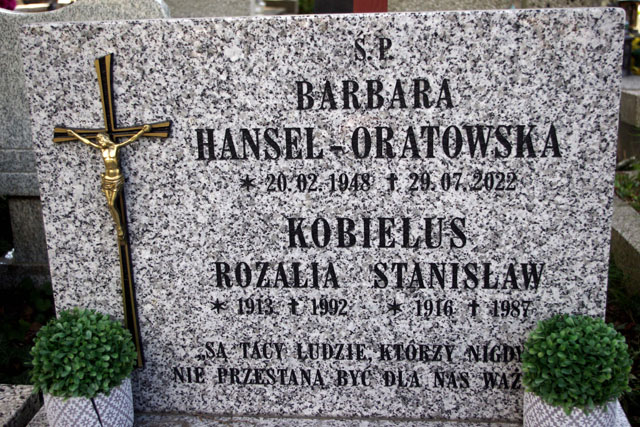 Ś.P.
BARBARA
HANSEL-ORATOWSKA
* 20.02.1948 ✝ 29.07.2022
KOBIELUS
ROZALIA STANISŁAW
* 1913 ✝ 1992 * 1916 ✝ 1987
„SĄ TACY LUDZIE, KTÓRZY
NIE PRZESTANĄ BYĆ DLA NAS